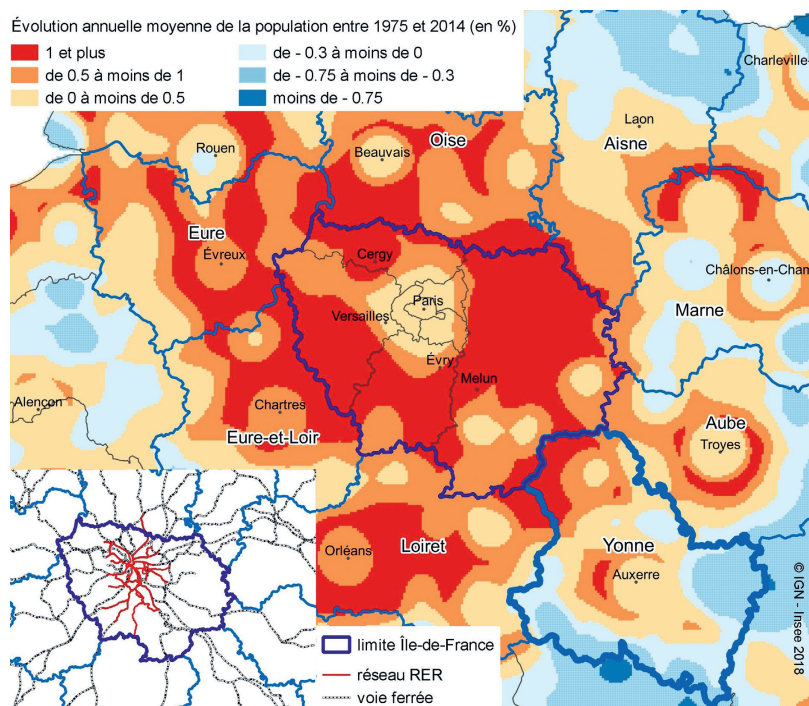 Évolution annuelle moyenne de la population entre 1975 et 2014 (en %)
1 et plus
de - 0.3 à moins de 0
de 0.5 à moins de 1
de - 0.75 à moins de - 0.3
de 0 à moins de 0.5
moins de - 0.75
Charleville-
Laon
Rouen
Oise
Beauvais
Aisne
Eure
Évreux
Cergy
Châlons-en-Cham
Paris
Marne
Versailles
Évry
Melun
Alençon
Chartres
Aube
Eure-et-Loir
Troyes
Orléans
Loiret
Yonne
Auxerre
limite Île-de-France
réseau RER
voie ferrée
© IGN - Insee 2018